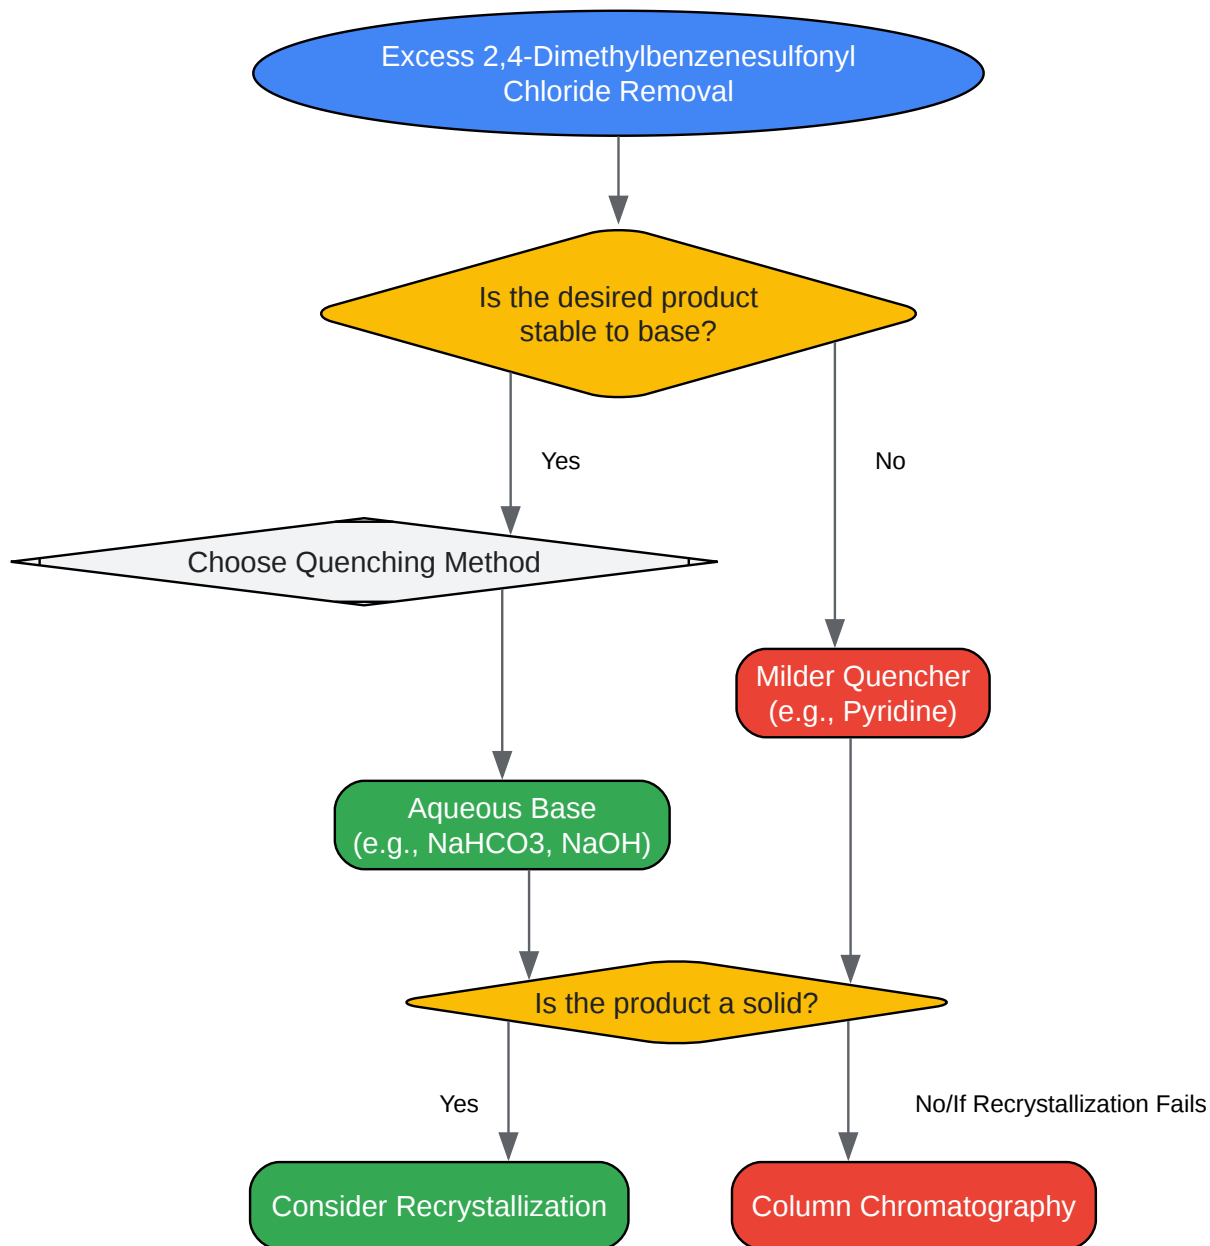 Excess 2,4-Dimethylbenzenesulfonyl
Chloride Removal
Is the desired product
stable to base?
Yes
No
Choose Quenching Method
Milder Quencher
(e.g., Pyridine)
Aqueous Base
(e.g., NaHCO3, NaOH)
Is the product a solid?
Yes
No/If Recrystallization Fails
Consider Recrystallization
Column Chromatography